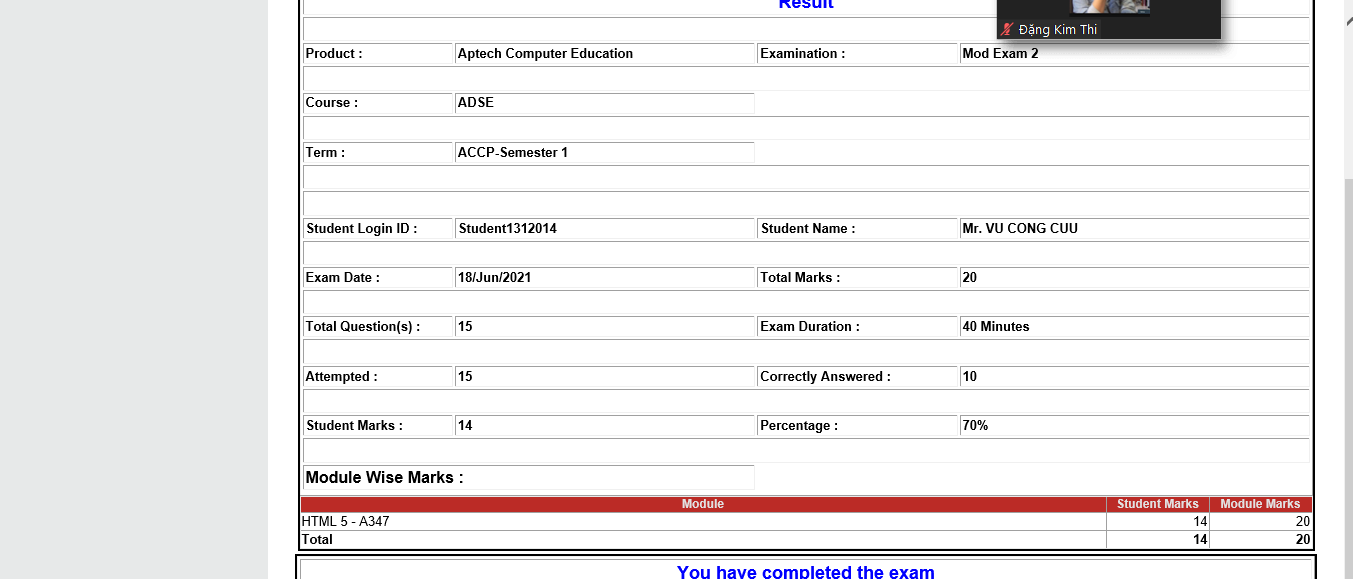 Result
Đặng Kim Thi
Product : Aptech Computer Education Examination : Mod Exam 2
Course : ADSE
Term : ACCP-Semester 1
Student Login ID : Student1312014 Student Name : Mr. VU CONG CUU
Exam Date : 18/Jun/2021 Total Marks : 20
Total Question(s) : 15 Exam Duration : 40 Minutes
Attempted : 15 Correctly Answered : 10
Student Marks : 14 Percentage : 70%
Module Wise Marks :
Module Student Marks Module Marks
HTML 5 - A347 14 20
Total 14 20
You have completed the exam